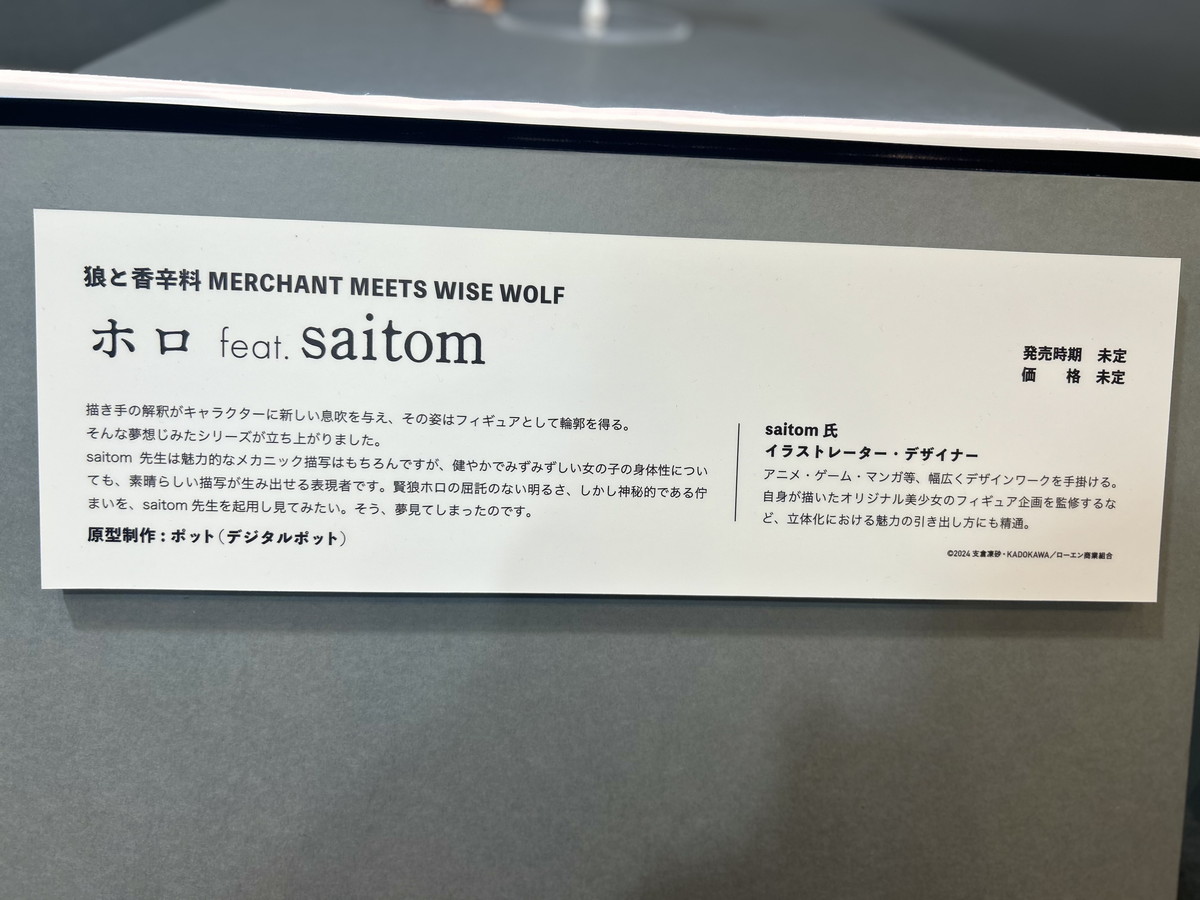 狼と香辛料 MERCHANT MEETS WISE WOLF
ホロ feat. saitom
発売時期 未定
価 格 未定
描き手の解釈がキャラクターに新しい息吹を与え、その姿はフィギュアとして輪郭を得る。
そんな夢想じみたシリーズが立ち上がりました。
saitom 先生は魅力的なメカニック描写はもちろんですが、健やかでみずみずしい女の子の身体性につい
ても、素晴らしい描写が生み出せる表現者です。賢狼ホロの屈託のない明るさ、しかし神秘的である佇
まいを、saitom 先生を起用し見てみたい。そう、夢見てしまったのです。
原型制作：ポット（デジタルポット）
saitom 氏
イラストレーター・デザイナー
アニメ・ゲーム・マンガ等、幅広くデザインワークを手掛ける。
自身が描いたオリジナル美少女のフィギュア企画を監修するな
ど、立体化における魅力の引き出し方にも精通。
©2024 支倉凍砂・KADOKAWA／ローエン商業組合